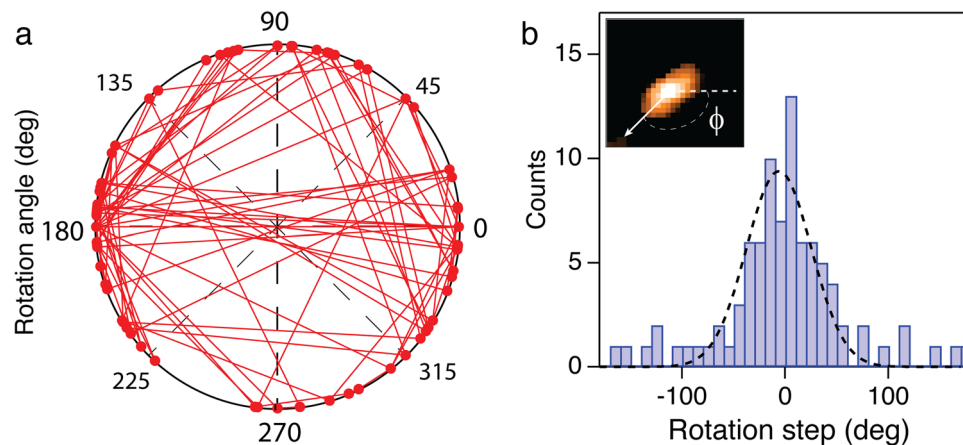 a
Rotation angle (deg)
90
135
45
180
0
225
315
270
b
ϕ
Counts
15
10
5
0
-100
0
100
Rotation step (deg)